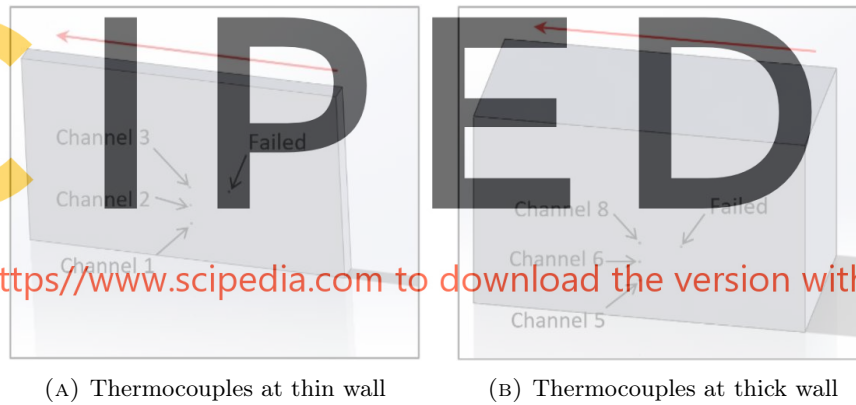 C I P E D
Channel 3
Failed
Channel 2
Channel 1
Channel 8
Failed
Channel 6
Channel 5
ttps//www.scipedia.com to download the version with
(A) Thermocouples at thin wall
(B) Thermocouples at thick wall